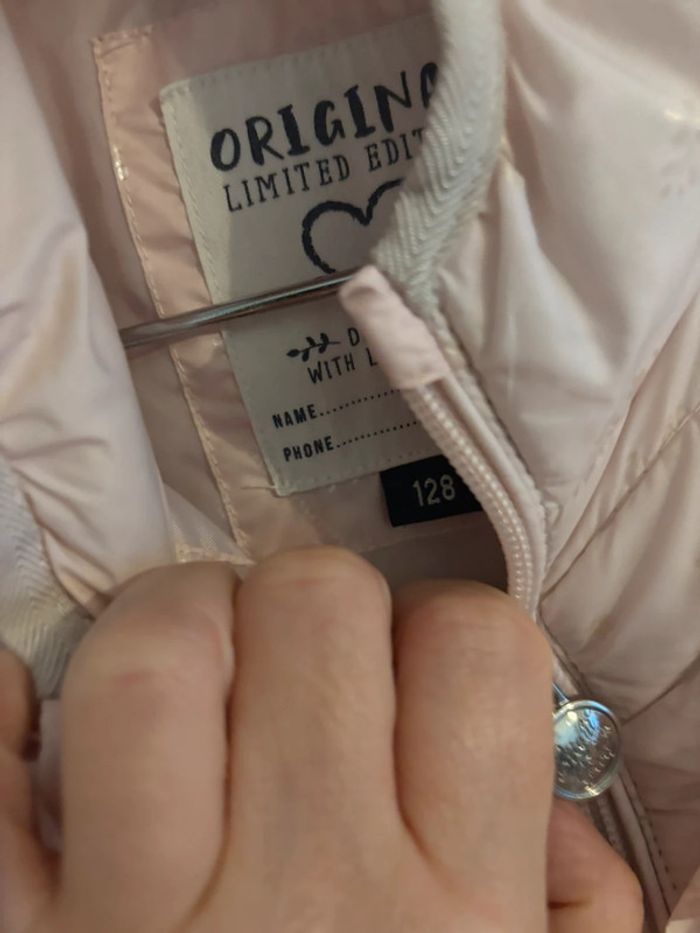 ORIGINA
LIMITED EDIT
D
WITH L
NAME....................
PHONE.................
128